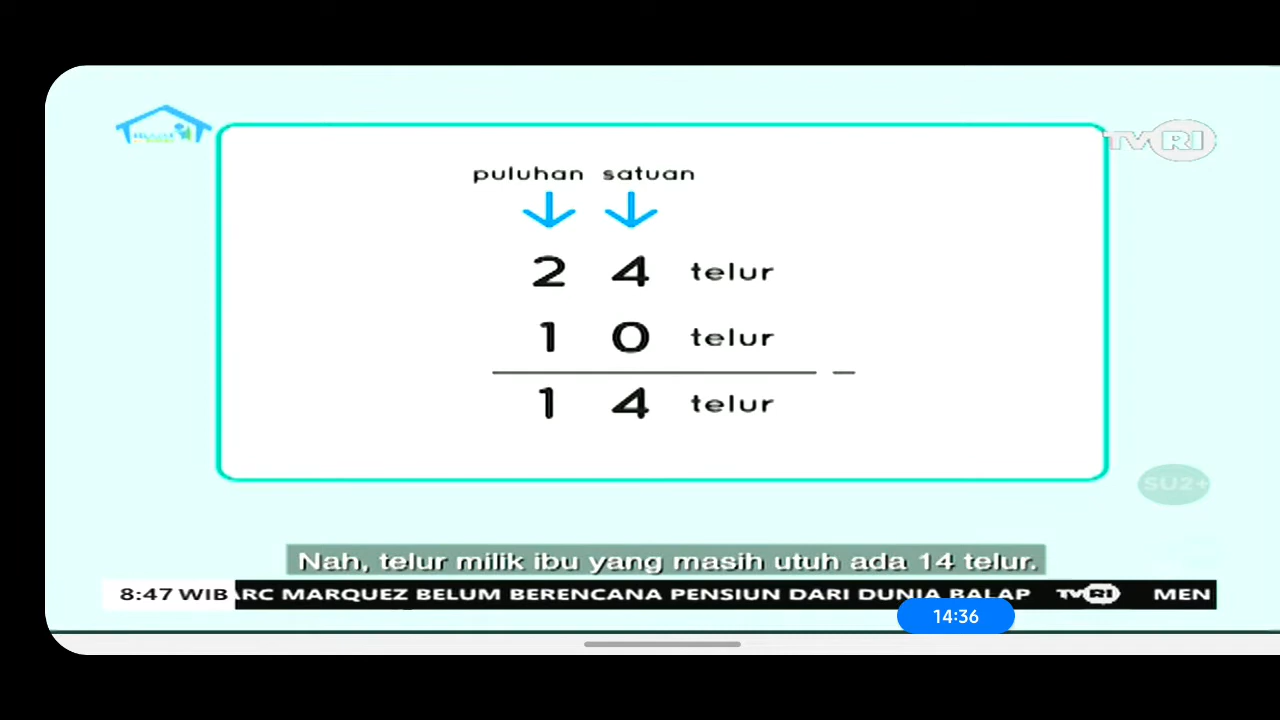 TVRI
puluhan satuan
2 4 telur
1 0 telur
—
1 4 telur
SU2+
Nah, telur milik ibu yang masih utuh ada 14 telur.
8:47 WIB ARC MARQUEZ BELUM BERENCANA PENSIUN DARI DUNIA BALAP TVRI MEN
14:36